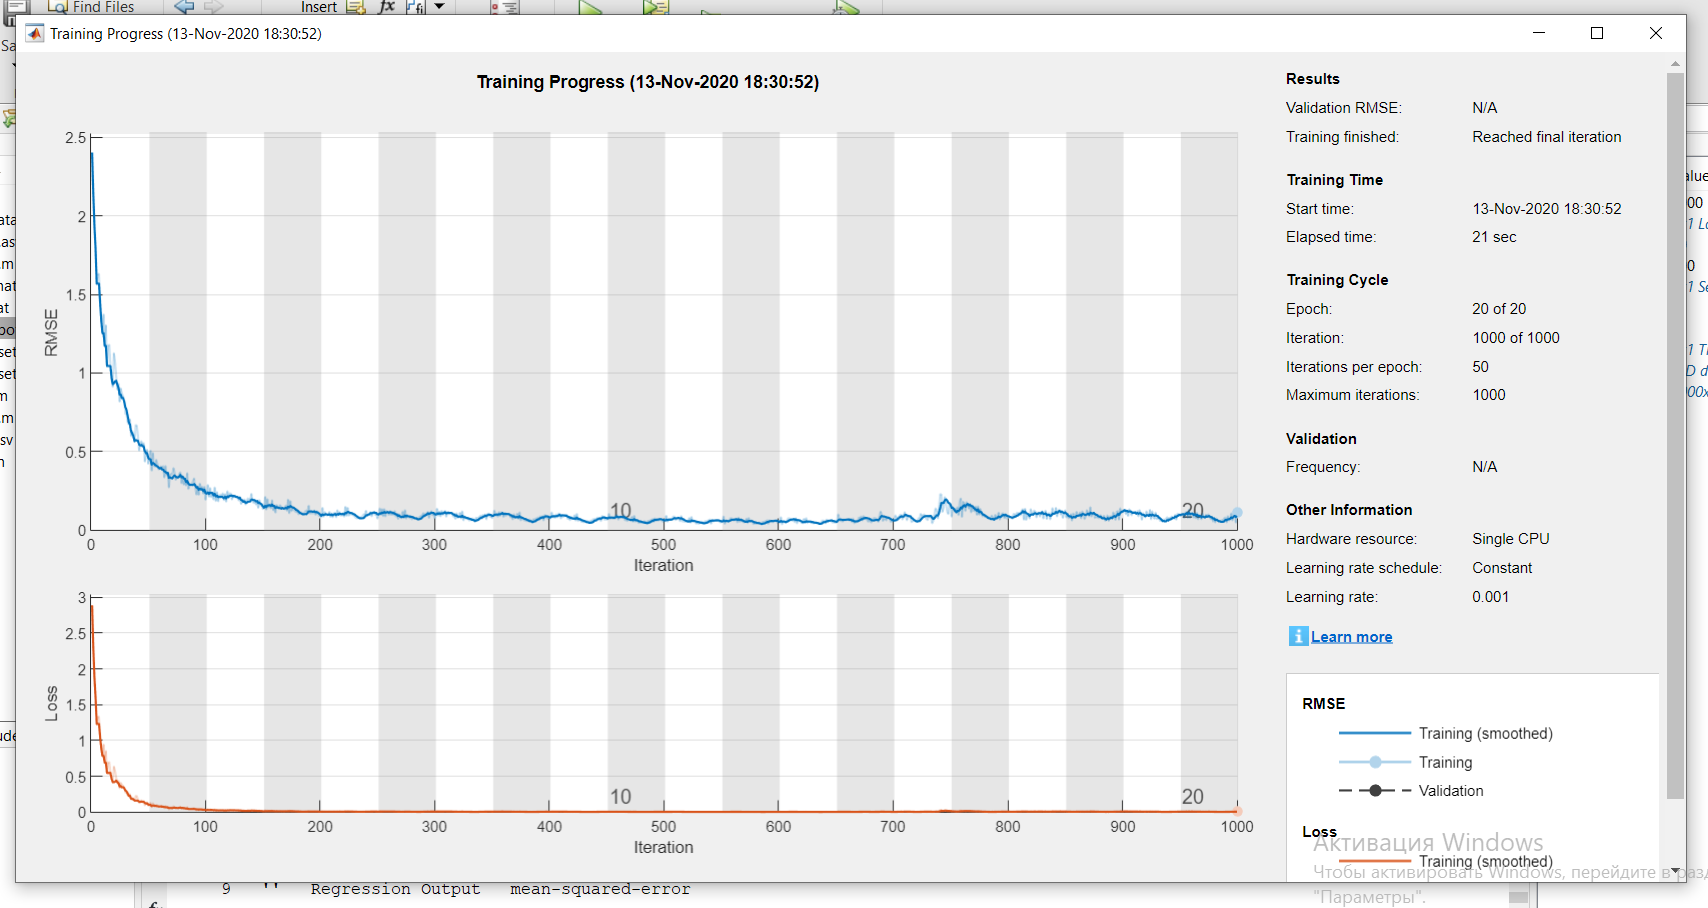 Find Files
Insert
fx
Training Progress (13-Nov-2020 18:30:52)
Training Progress (13-Nov-2020 18:30:52)
2.5
2
1.5
1
0.5
0
RMSE
10
20
0 100 200 300 400 500 600 700 800 900 1000
Iteration
3
2.5
2
1.5
1
0.5
0
Loss
10
20
0 100 200 300 400 500 600 700 800 900 1000
Iteration
Results
Validation RMSE: N/A
Training finished: Reached final iteration
Training Time
Start time: 13-Nov-2020 18:30:52
Elapsed time: 21 sec
Training Cycle
Epoch: 20 of 20
Iteration: 1000 of 1000
Iterations per epoch: 50
Maximum iterations: 1000
Validation
Frequency: N/A
Other Information
Hardware resource: Single CPU
Learning rate schedule: Constant
Learning rate: 0.001
Learn more
RMSE
Training (smoothed)
Training
Validation
Loss
Training (smoothed)
Активация Windows
Чтобы активировать Windows, перейдите в разд
"Параметры".
9 '' Regression Output mean-squared-error